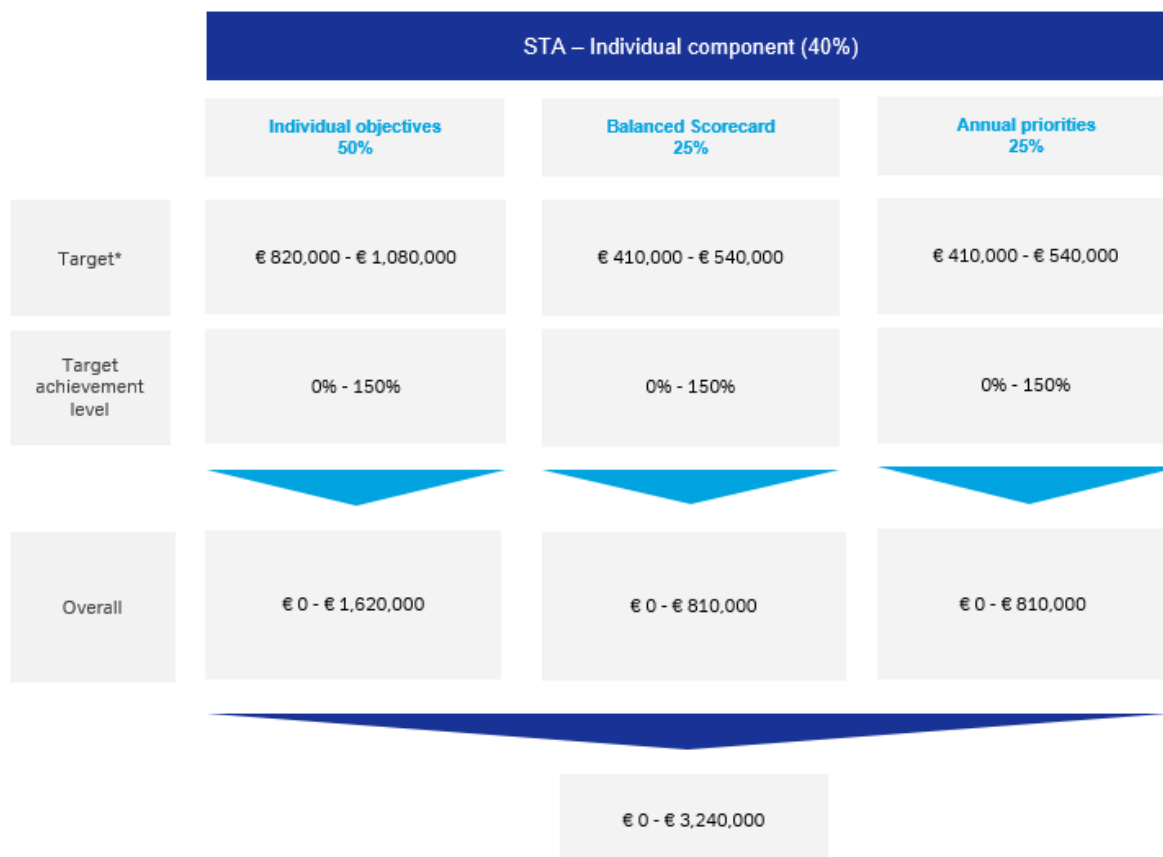 STA – Individual component (40%)
Individual objectives
50%
Balanced Scorecard
25%
Annual priorities
25%
Target*
€ 820,000 - € 1,080,000
€ 410,000 - € 540,000
€ 410,000 - € 540,000
Target
achievement
level
0% - 150%
0% - 150%
0% - 150%
Overall
€ 0 - € 1,620,000
€ 0 - € 810,000
€ 0 - € 810,000
€ 0 - € 3,240,000